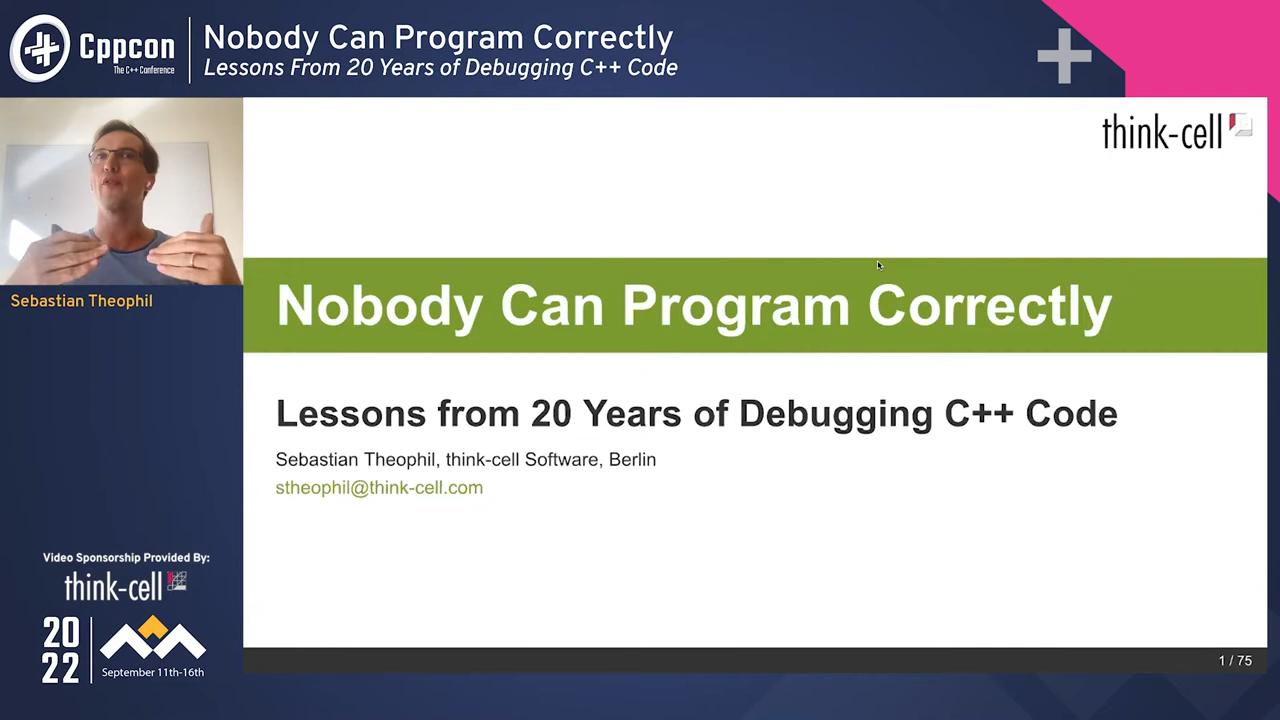 Cppcon
The C++ Conference
Nobody Can Program Correctly
Lessons From 20 Years of Debugging C++ Code
think-cell
Sebastian Theophil
Nobody Can Program Correctly
Lessons from 20 Years of Debugging C++ Code
Sebastian Theophil, think-cell Software, Berlin
stheophil@think-cell.com
Video Sponsorship Provided By:
think-cell
20
22
September 11th-16th
1 / 75